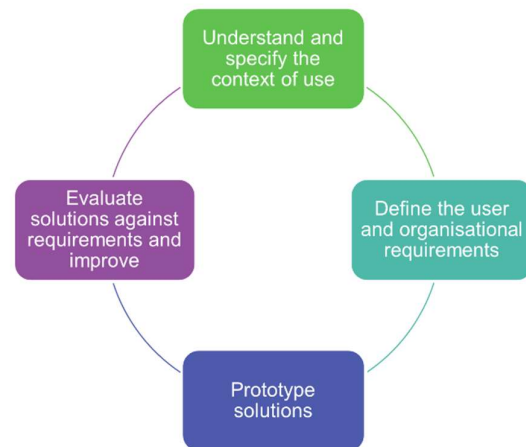 Understand and
specify the
context of use
Define the user
and organisational
requirements
Prototype
solutions
Evaluate
solutions against
requirements and
improve